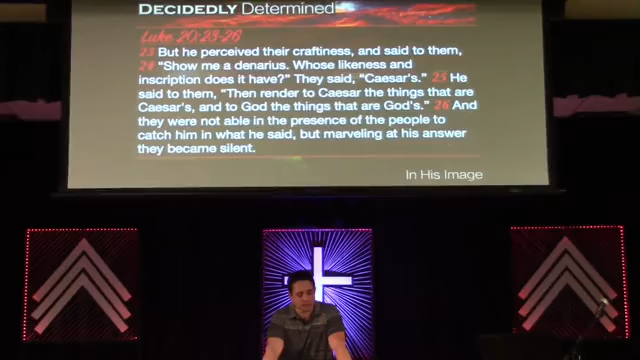 DECIDEDLY Determined
Luke 20:23-26
23 But he perceived their craftiness, and said to them,
24 “Show me a denarius. Whose likeness and
inscription does it have?” They said, “Caesar’s.” 25 He
said to them, “Then render to Caesar the things that are
Caesar’s, and to God the things that are God’s.” 26 And
they were not able in the presence of the people to
catch him in what he said, but marveling at his answer
they became silent.
In His Image